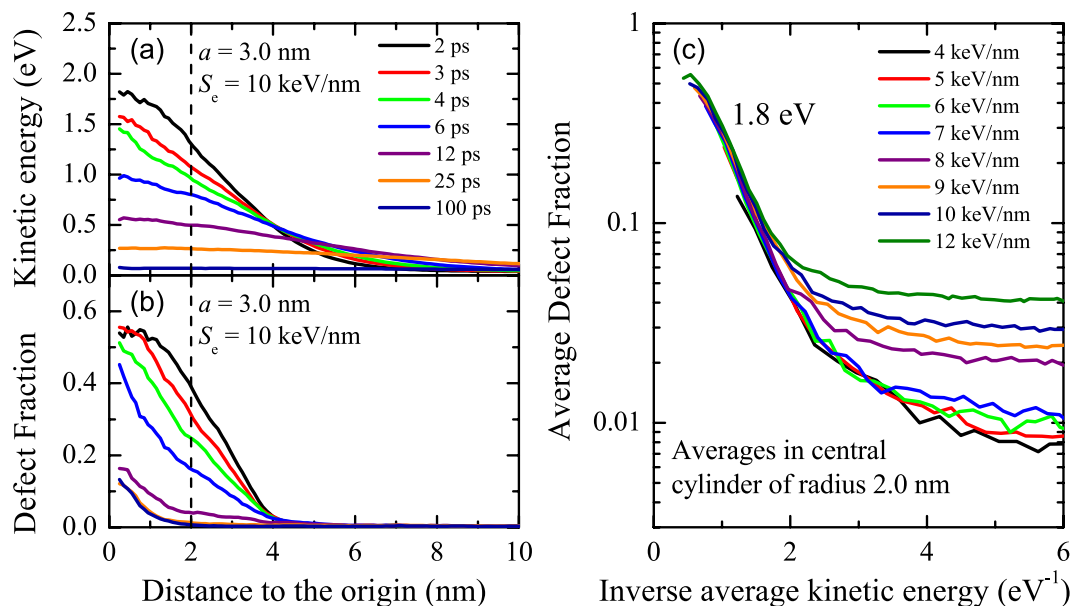 (a)
a = 3.0 nm
Sₑ = 10 keV/nm
2 ps
3 ps
4 ps
6 ps
12 ps
25 ps
100 ps
Kinetic energy (eV)
2.0
1.5
1.0
0.5
0.0
(b)
a = 3.0 nm
Sₑ = 10 keV/nm
Defect Fraction
0.6
0.4
0.2
0.0
0 2 4 6 8 10
Distance to the origin (nm)
(c)
1.8 eV
4 keV/nm
5 keV/nm
6 keV/nm
7 keV/nm
8 keV/nm
9 keV/nm
10 keV/nm
12 keV/nm
Average Defect Fraction
1
0.1
0.01
Averages in central
cylinder of radius 2.0 nm
0 2 4 6
Inverse average kinetic energy (eV⁻¹)